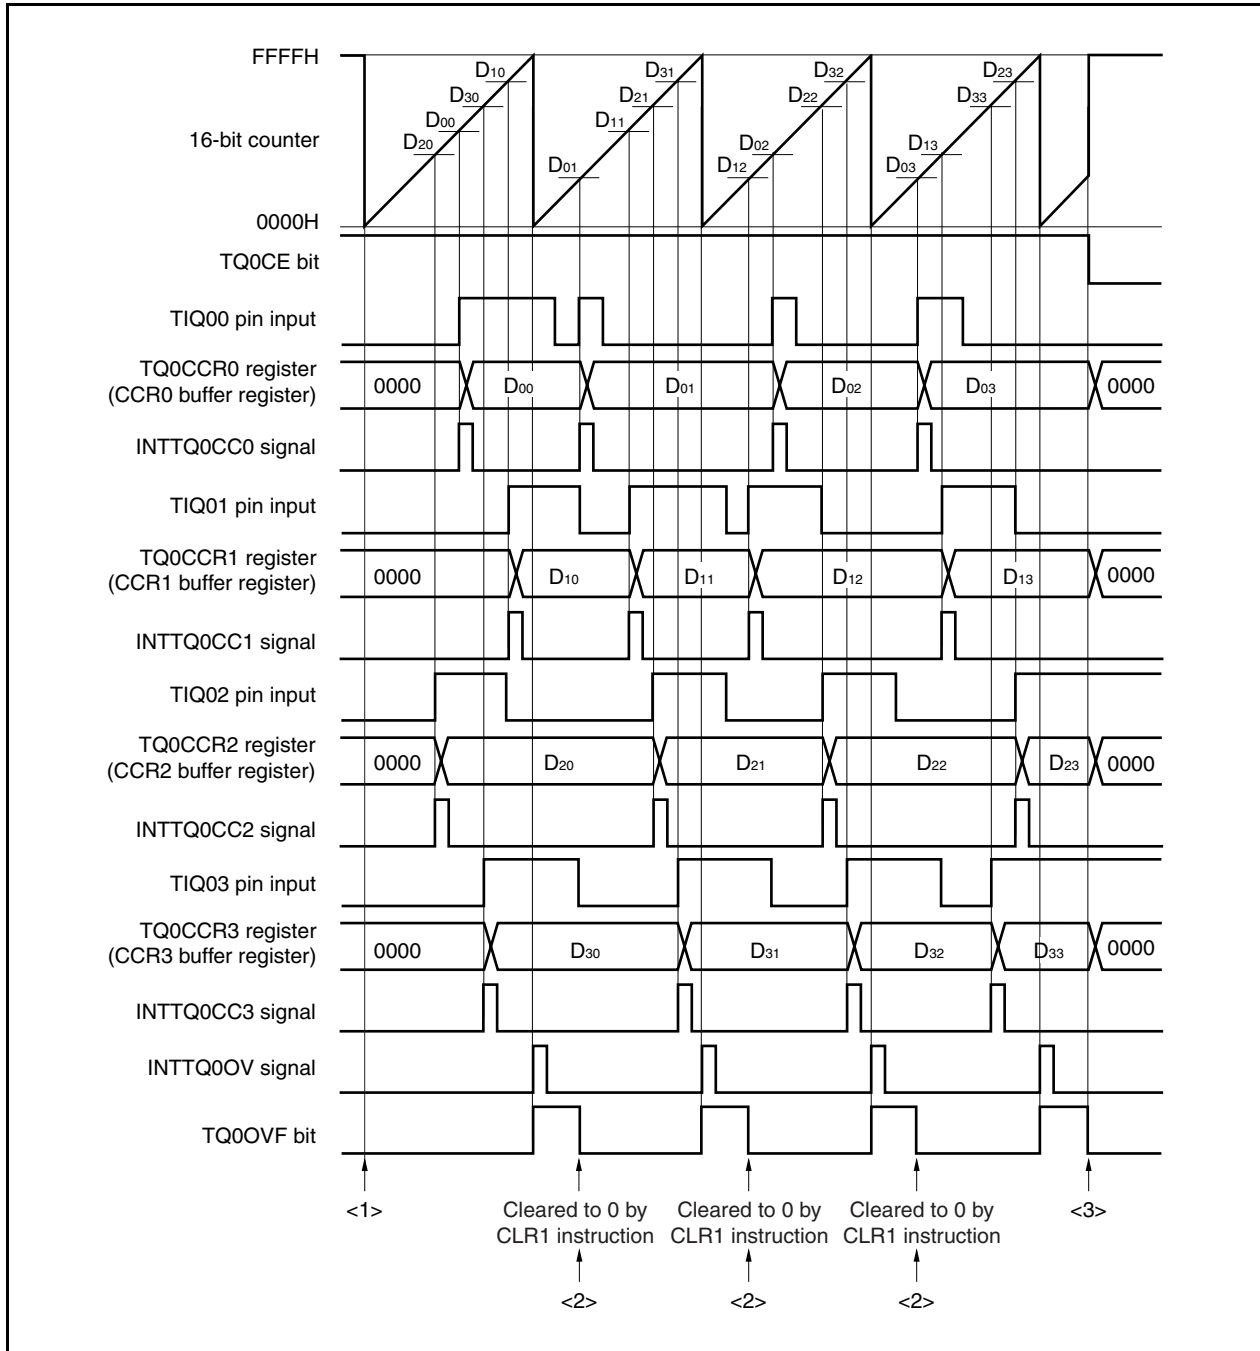 FFFFH
D10
D31
D32
D23
D30
D21
D22
D33
D00
D11
16-bit counter
D20
D02
D13
D01
D12
D03
0000H
TQ0CE bit
TIQ00 pin input
TQ0CCR0 register
(CCR0 buffer register)
0000 D00 D01 D02 D03 0000
INTTQ0CC0 signal
TIQ01 pin input
TQ0CCR1 register
(CCR1 buffer register)
0000 D10 D11 D12 D13 0000
INTTQ0CC1 signal
TIQ02 pin input
TQ0CCR2 register
(CCR2 buffer register)
0000 D20 D21 D22 D23 0000
INTTQ0CC2 signal
TIQ03 pin input
TQ0CCR3 register
(CCR3 buffer register)
0000 D30 D31 D32 D33 0000
INTTQ0CC3 signal
INTTQ0OV signal
TQ0OVF bit
<1>
Cleared to 0 by
CLR1 instruction
<2>
Cleared to 0 by
CLR1 instruction
<2>
Cleared to 0 by
CLR1 instruction
<2>
<3>